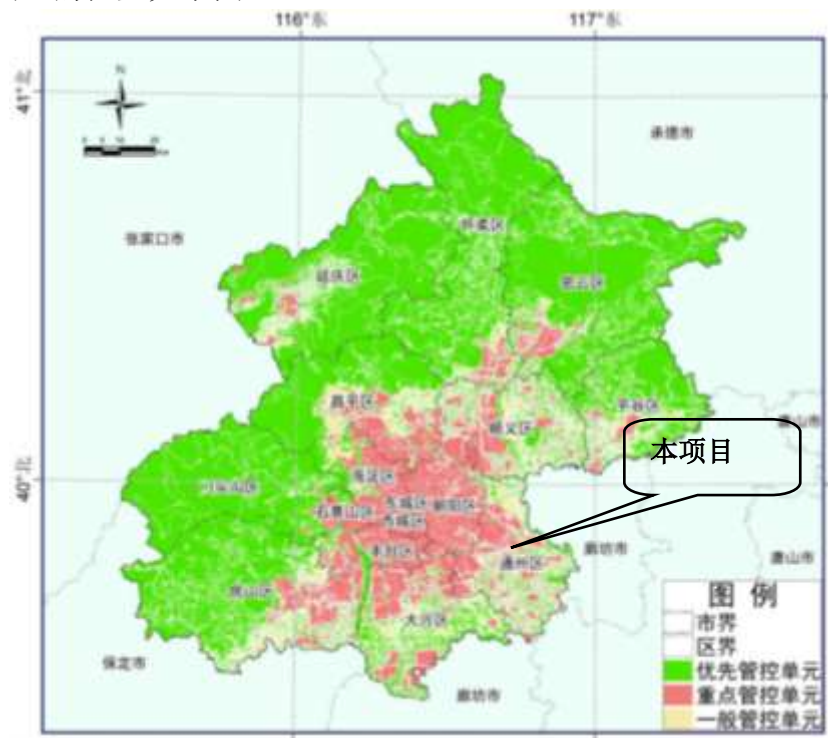 116°东
117°东
41°北
N
承德市
张家口市
怀柔区
延庆区
密云区
昌平区
顺义区
平谷区
唐山市
本项目
40°北
门头沟区
海淀区
石景山区
东城区
朝阳区
西城区
丰台区
通州区
廊坊市
唐山市
房山区
大兴区
保定市
廊坊市
图 例
市界
区界
优先管控单元
重点管控单元
一般管控单元